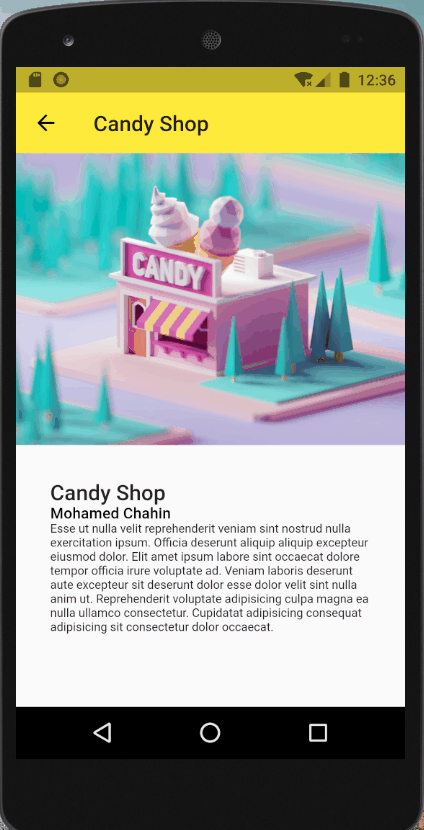 12:36
Candy Shop
CANDY
Candy Shop
Mohamed Chahin
Esse ut nulla velit reprehenderit veniam sint nostrud nulla
exercitation ipsum. Officia deserunt aliquip aliquip excepteur
eiusmod dolor. Elit amet ipsum labore sint occaecat dolore
tempor officia irure voluptate ad. Veniam laboris deserunt
aute excepteur sit deserunt dolor esse dolor velit sint nulla
anim ut. Reprehenderit voluptate adipisicing culpa magna ea
nulla ullamco consectetur. Cupidatat adipisicing consequat
adipisicing sit consectetur dolor occaecat.